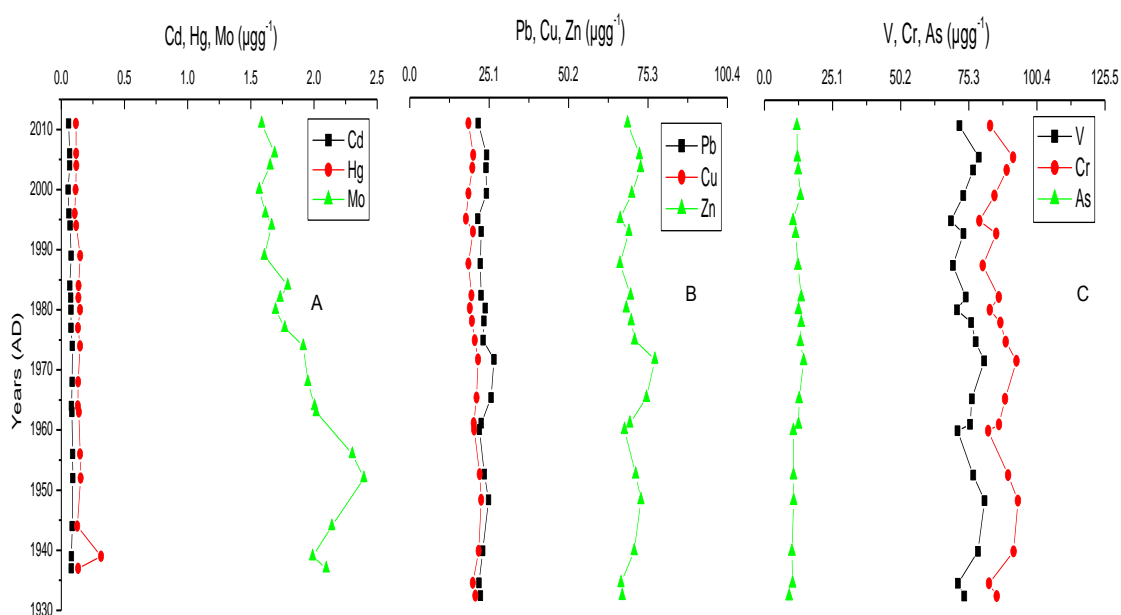 Cd, Hg, Mo (µgg⁻¹)
Pb, Cu, Zn (µgg⁻¹)
V, Cr, As (µgg⁻¹)
0.0 0.5 1.0 1.5 2.0 2.5
0.0 25.1 50.2 75.3 100.4
0.0 25.1 50.2 75.3 100.4 125.5
Years (AD)
2010
2000
1990
1980
1970
1960
1950
1940
1930
Cd
Hg
Mo
A
Pb
Cu
Zn
B
V
Cr
As
C